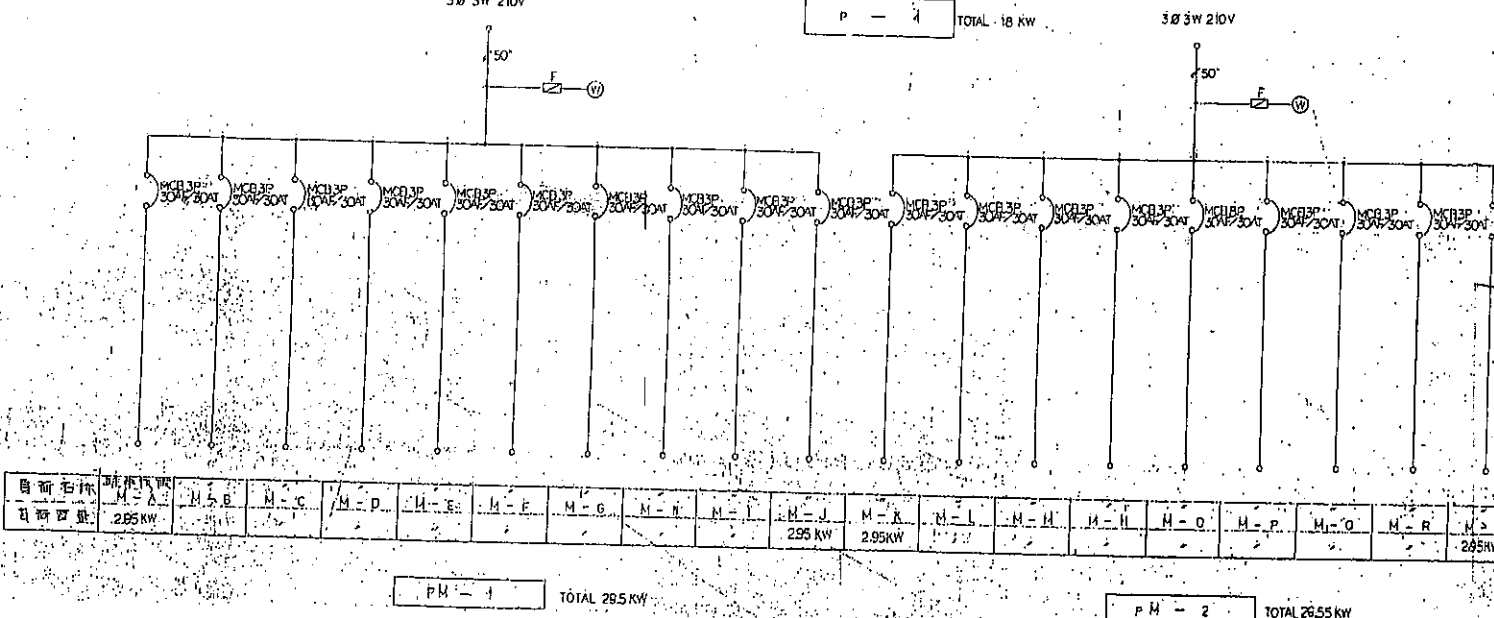 3Ø 3W 210V
P - 1
TOTAL 18 KW
3Ø 3W 210V
50°
F
W
50°
F
W
MCB 3P
30AF/30AT
MCB 3P
30AF/30AT
MCB 3P
30AF/30AT
MCB 3P
30AF/30AT
MCB 3P
30AF/30AT
MCB 3P
30AF/30AT
MCB 3P
30AF/30AT
MCB 3P
30AF/30AT
MCB 3P
30AF/30AT
MCB 3P
30AF/30AT
MCB 3P
30AF/30AT
MCB 3P
30AF/30AT
MCB 3P
30AF/30AT
MCB 3P
30AF/30AT
MCB 3P
30AF/30AT
MCB 3P
30AF/30AT
MCB 3P
30AF/30AT
MCB 3P
30AF/30AT
M - A M - B M - C M - D M - E M - F M - G M - H M - I M - J M - K M - L M - M M - N M - O M - P M - Q M - R
2.95 KW 2.95 KW 2.95KW 2.95KW
PM - 1
TOTAL 29.5 KW
PM - 2
TOTAL 26.55 KW